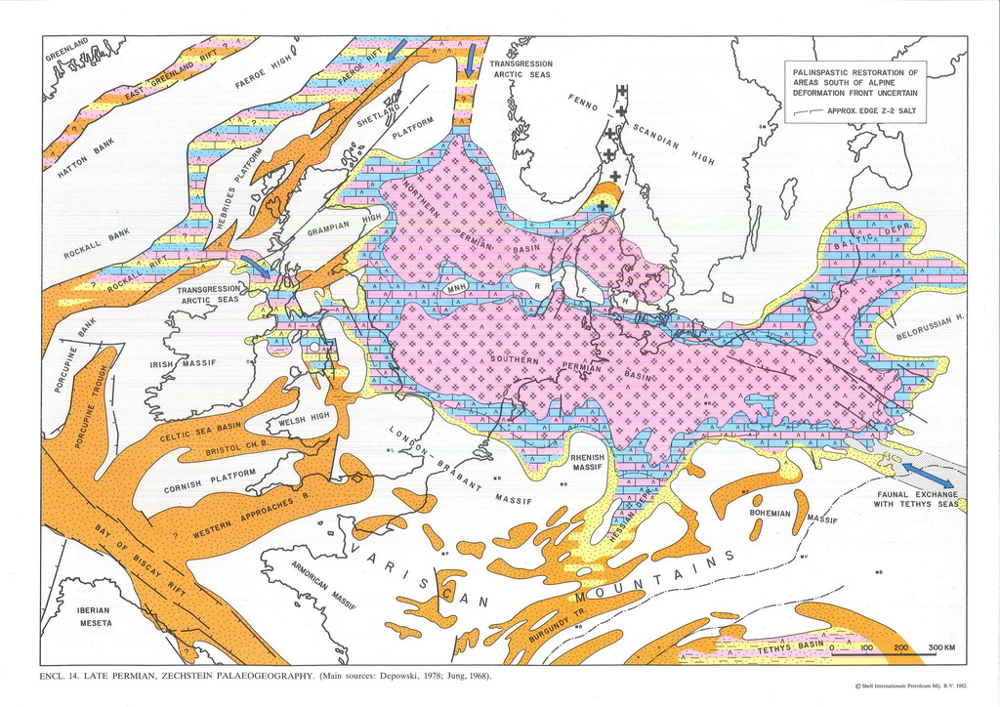 GREENLAND
EAST GREENLAND RIFT
FAEROE HIGH
FAEROE RIFT
TRANSGRESSION
ARCTIC SEAS
PALINSPASTIC RESTORATION OF
AREAS SOUTH OF ALPINE
DEFORMATION FRONT UNCERTAIN
APPROX. EDGE Z-2 SALT
FENNO-SCANDIAN HIGH
SHETLAND
PLATFORM
HATTON BANK
HEBRIDES PLATFORM
ROCKALL BANK
ROCKALL RIFT
GRAMPIAN HIGH
NORTHERN
PERMIAN BASIN
BALTIC DEPR.
TRANSGRESSION
ARCTIC SEAS
MNH
R
F
H
PORCUPINE BANK
IRISH MASSIF
BELORUSSIAN H.
SOUTHERN PERMIAN BASIN
PORCUPINE TROUGH
CELTIC SEA BASIN
WELSH HIGH
BRISTOL CH. B.
LONDON-BRABANT
MASSIF
RHENISH
MASSIF
CORNISH PLATFORM
HESSIAN DEPR.
FAUNAL EXCHANGE
WITH TETHYS SEAS
BOHEMIAN MASSIF
WESTERN APPROACHES B.
?
BAY OF BISCAY RIFT
ARMORICAN MASSIF
VARISCAN MOUNTAINS
IBERIAN
MESETA
BURGUNDY TR.
TETHYS BASIN
0 100 200 300 KM
ENCL. 14. LATE PERMIAN, ZECHSTEIN PALAEOGEOGRAPHY. (Main sources: Depowski, 1978; Jung, 1968).
© Shell Internationale Petroleum Mij. B.V. 1982.